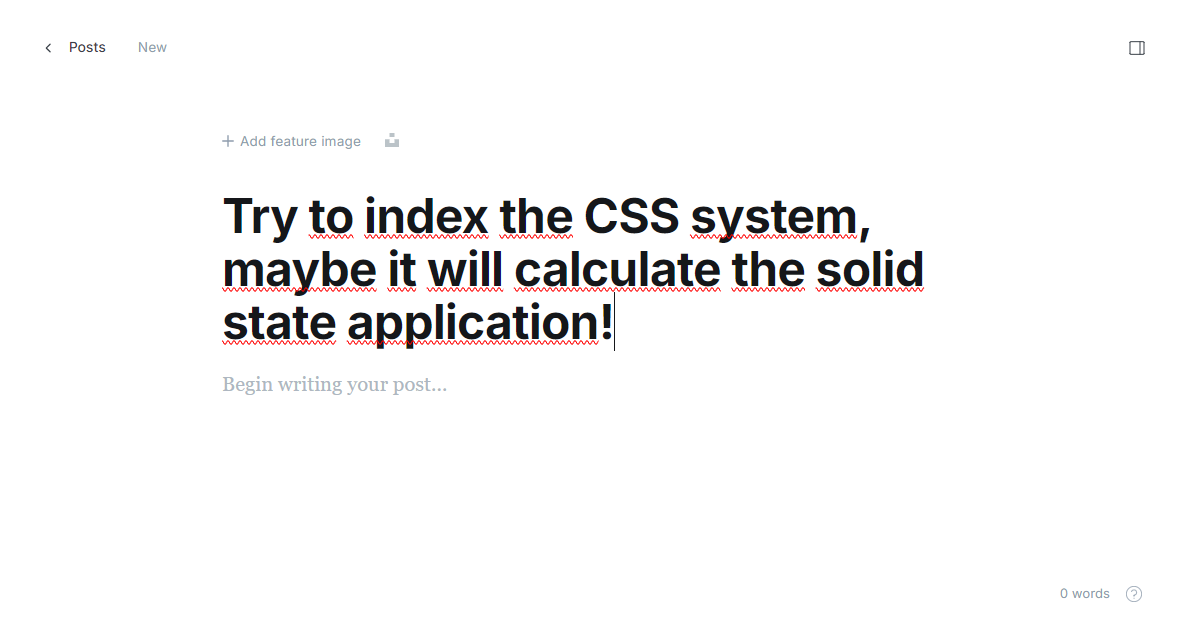 Posts New
Add feature image
Try to index the CSS system,
maybe it will calculate the solid
state application!
Begin writing your post...
0 words ?